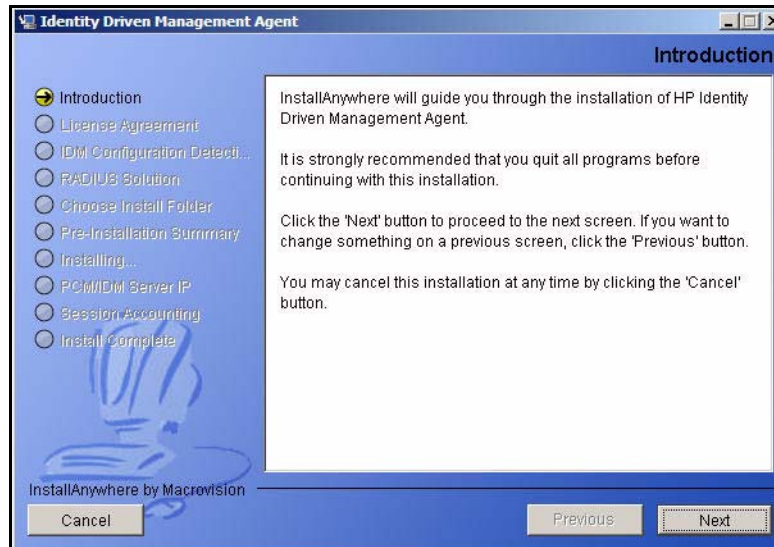 Identity Driven Management Agent
Introduction
Introduction
License Agreement
IDM Configuration Detecti...
RADIUS Solution
Choose Install Folder
Pre-Installation Summary
Installing...
PCM/IDM Server IP
Session Accounting
Install Complete
InstallAnywhere will guide you through the installation of HP Identity
Driven Management Agent.
It is strongly recommended that you quit all programs before
continuing with this installation.
Click the 'Next' button to proceed to the next screen. If you want to
change something on a previous screen, click the 'Previous' button.
You may cancel this installation at any time by clicking the 'Cancel'
button.
InstallAnywhere by Macrovision
Cancel
Previous
Next